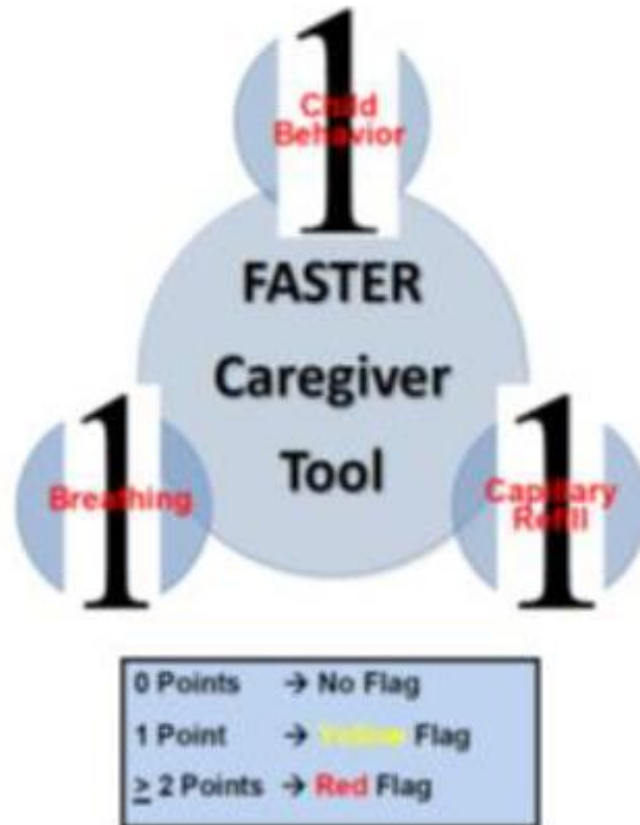 1
Child
Behavior
FASTER
Caregiver
Tool
1
Breathing
1
Capillary
Refill
0 Points → No Flag
1 Point → Yellow Flag
≥ 2 Points → Red Flag